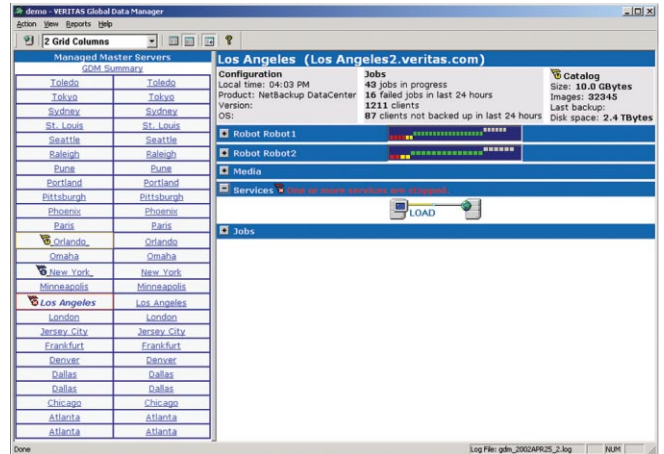 demo - VERITAS Global Data Manager
Action View Reports Help
2 Grid Columns
Managed Master Servers
GDM Summary
Toledo Toledo
Tokyo Tokyo
Sydney Sydney
St. Louis St. Louis
Seattle Seattle
Raleigh Raleigh
Pune Pune
Portland Portland
Pittsburgh Pittsburgh
Phoenix Phoenix
Paris Paris
_Orlando_ Orlando
Omaha Omaha
_New York_ New York
Minneapolis Minneapolis
Los Angeles Los Angeles
London London
Jersey City Jersey City
Frankfurt Frankfurt
Denver Denver
Dallas Dallas
Dallas Dallas
Chicago Chicago
Atlanta Atlanta
Atlanta Atlanta
Los Angeles (Los Angeles2.veritas.com)
Configuration
Local time: 04:03 PM
Product: NetBackup DataCenter
Version:
OS:
Jobs
43 jobs in progress
16 failed jobs in last 24 hours
1211 clients
87 clients not backed up in last 24 hours
Catalog
Size: 10.0 GBytes
Images: 32345
Last backup:
Disk space: 2.4 TBytes
Robot Robot1
Robot Robot2
Media
Services One or more services are stopped.
LOAD
Jobs
Done
Log File: gdm_2002APR25_2.log
NUM